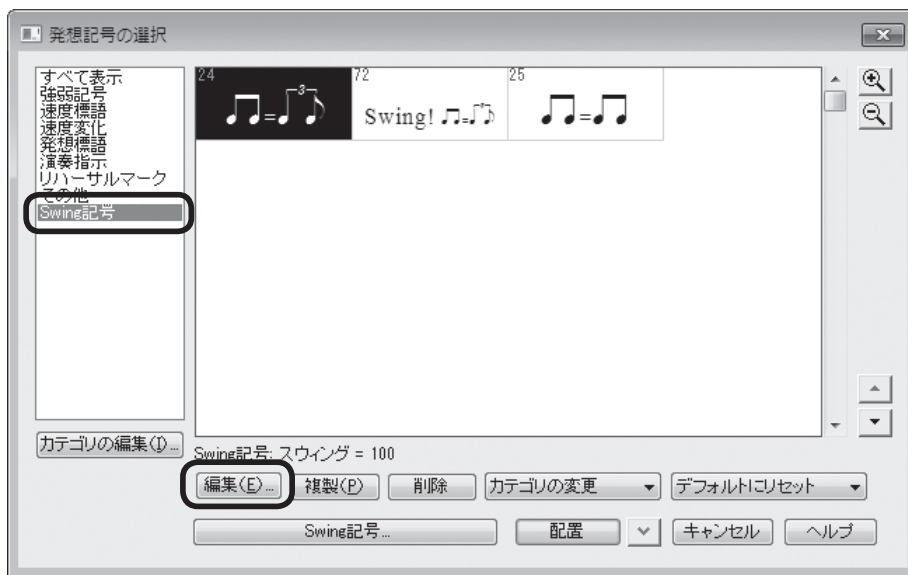 発想記号の選択
すべて表示
強弱記号
速度標語
速度変化
発想標語
演奏指示
リハーサルマーク
その他
Swing記号
カテゴリの編集(I)...
24
3
72
Swing!
25
Swing記号: スウィング = 100
編集(E)...
複製(P)
削除
カテゴリの変更
デフォルトにリセット
Swing記号...
配置
キャンセル
ヘルプ